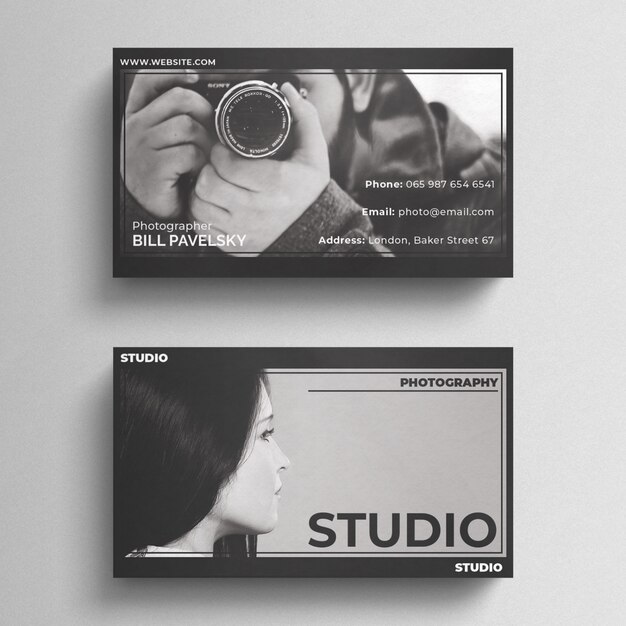 WWW.WEBSITE.COM
SONY
Phone: 065 987 654 6541
Email: photo@email.com
Photographer
BILL PAVELSKY
Address: London, Baker Street 67
STUDIO
PHOTOGRAPHY
STUDIO
STUDIO